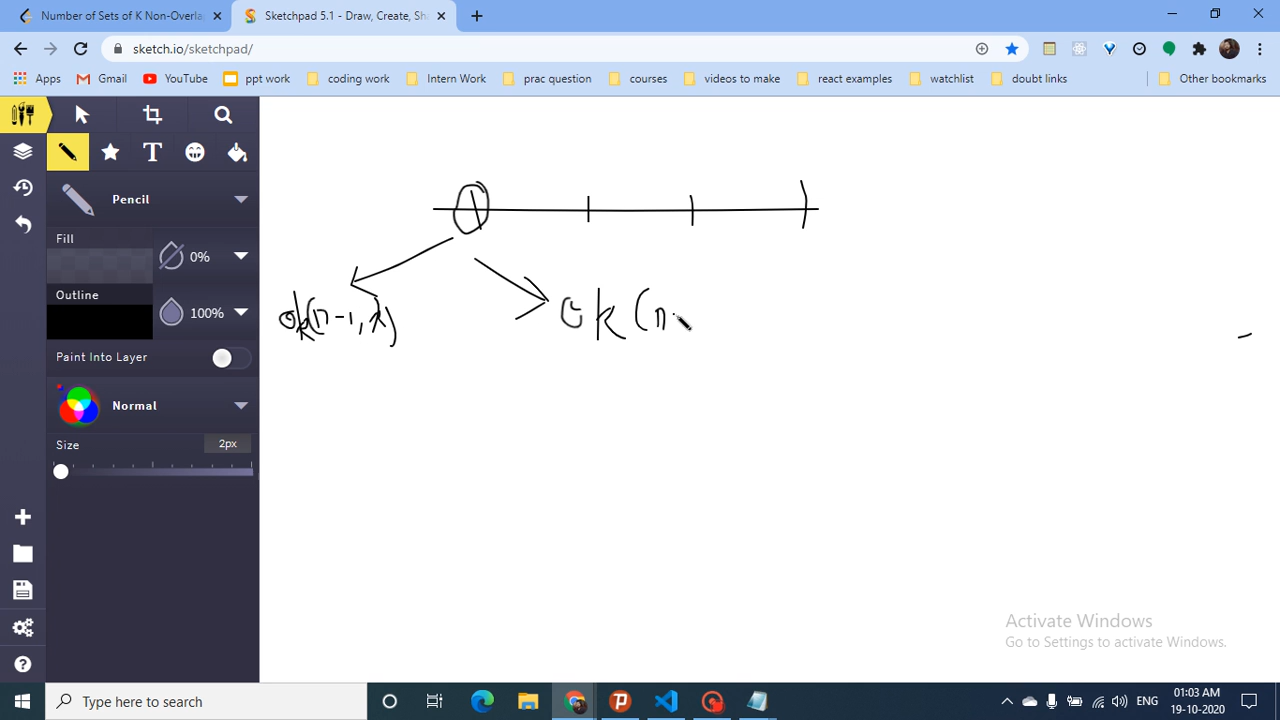 Number of Sets of K Non-Overla
Sketchpad 5.1 - Draw, Create, Sha
sketch.io/sketchpad/
Apps
Gmail
YouTube
ppt work
coding work
Intern Work
prac question
courses
videos to make
react examples
watchlist
doubt links
Other bookmarks
Pencil
Fill
0%
Outline
100%
Paint Into Layer
Normal
Size
2px
ok(n-1, k)
ok(n-
Activate Windows
Go to Settings to activate Windows.
Type here to search
ENG
01:03 AM
19-10-2020